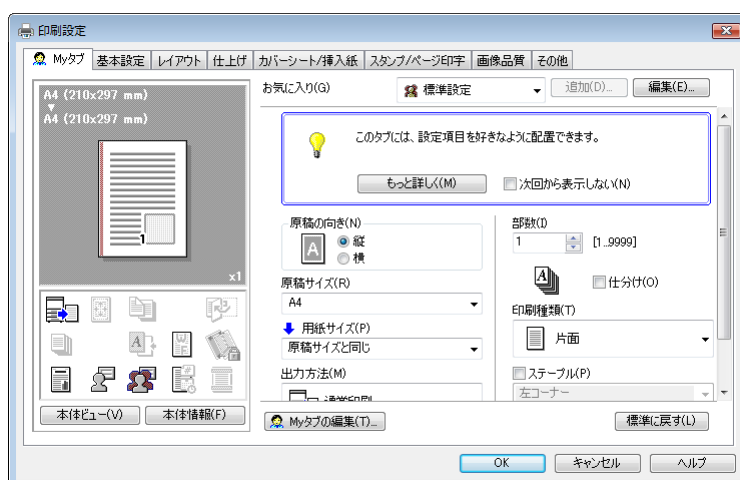 印刷設定
Myタブ 基本設定 レイアウト 仕上げ カバーシート/挿入紙 スタンプ/ページ印字 画像品質 その他
A4 (210x297 mm)
A4 (210x297 mm)
1
x1
本体ビュー(V) 本体情報(F)
お気に入り(G) 標準設定 追加(D)... 編集(E)...
このタブには、設定項目を好きなように配置できます。
もっと詳しく(M) 次回から表示しない(N)
原稿の向き(N)
A 縦
横
原稿サイズ(R)
A4
用紙サイズ(P)
原稿サイズと同じ
出力方法(M)
通常印刷
部数(I)
1 [1...9999]
A 仕分け(O)
印刷種類(T)
片面
ステープル(P)
左コーナー
Myタブの編集(T)... 標準に戻す(L)
OK キャンセル ヘルプ